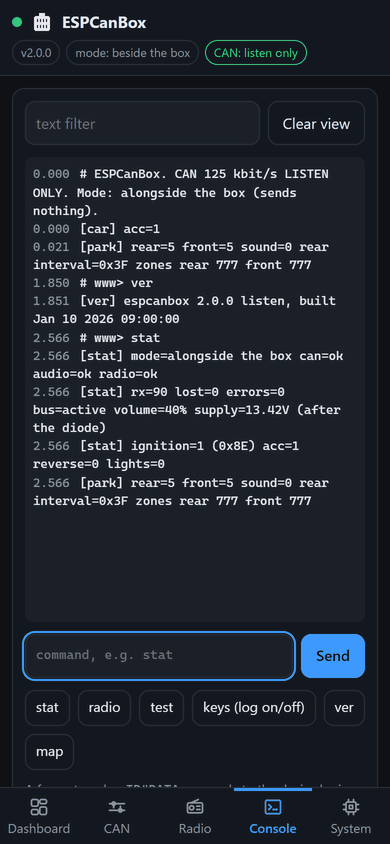 ESPCanBox
v2.0.0
mode: beside the box
CAN: listen only
text filter
Clear view
0.000 # ESPCanBox. CAN 125 kbit/s LISTEN
ONLY. Mode: alongside the box (sends
nothing).
0.000 [car] acc=1
0.021 [park] rear=5 front=5 sound=0 rear
interval=0x3F zones rear 777 front 777
1.850 # www> ver
1.851 [ver] espcanbox 2.0.0 listen, built
Jan 10 2026 09:00:00
2.566 # www> stat
2.566 [stat] mode=alongside the box can=ok
audio=ok radio=ok
2.566 [stat] rx=90 lost=0 errors=0
bus=active volume=40% supply=13.42V (after
the diode)
2.566 [stat] ignition=1 (0x8E) acc=1
reverse=0 lights=0
2.566 [park] rear=5 front=5 sound=0 rear
interval=0x3F zones rear 777 front 777
command, e.g. stat
Send
stat
radio
test
keys (log on/off)
ver
map
Dashboard
CAN
Radio
Console
System